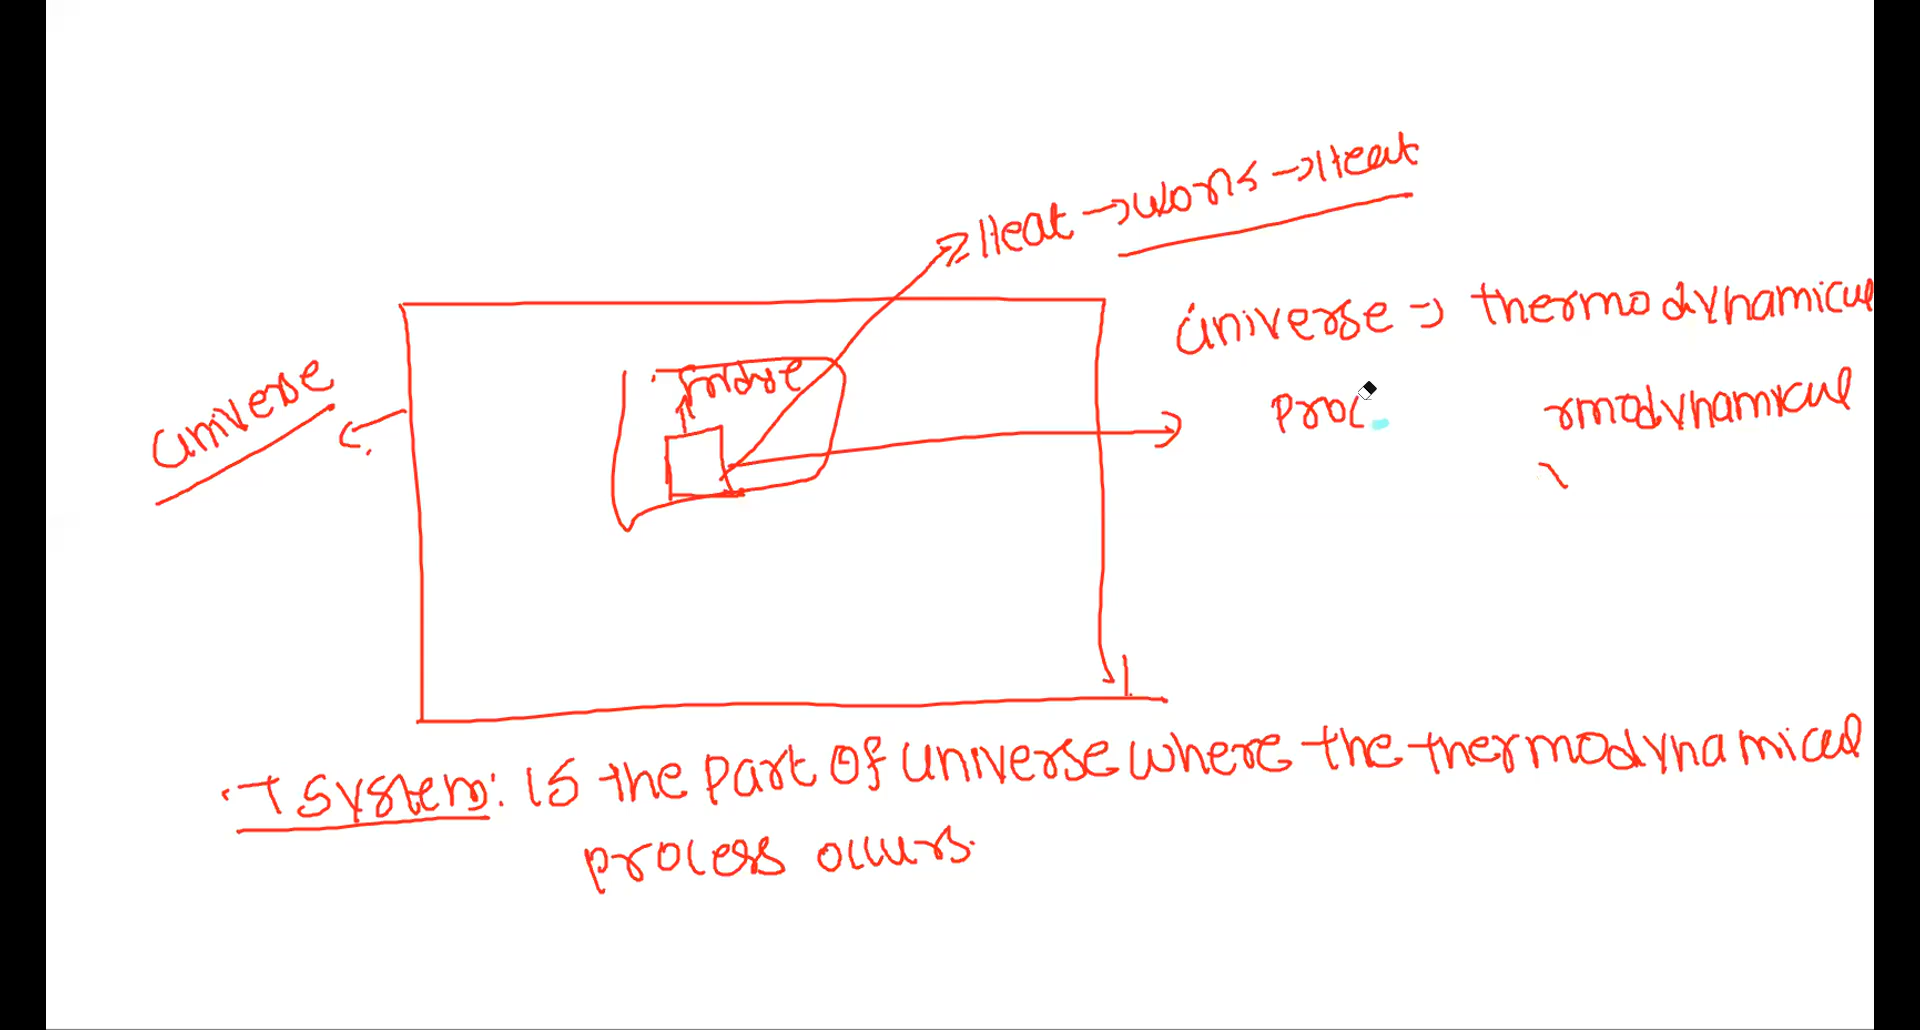 Heat → work → Heat
universe → thermodynamical
universe
move
proc
rmodynamical
→ system: is the part of universe where the thermodynamical
process occurs.